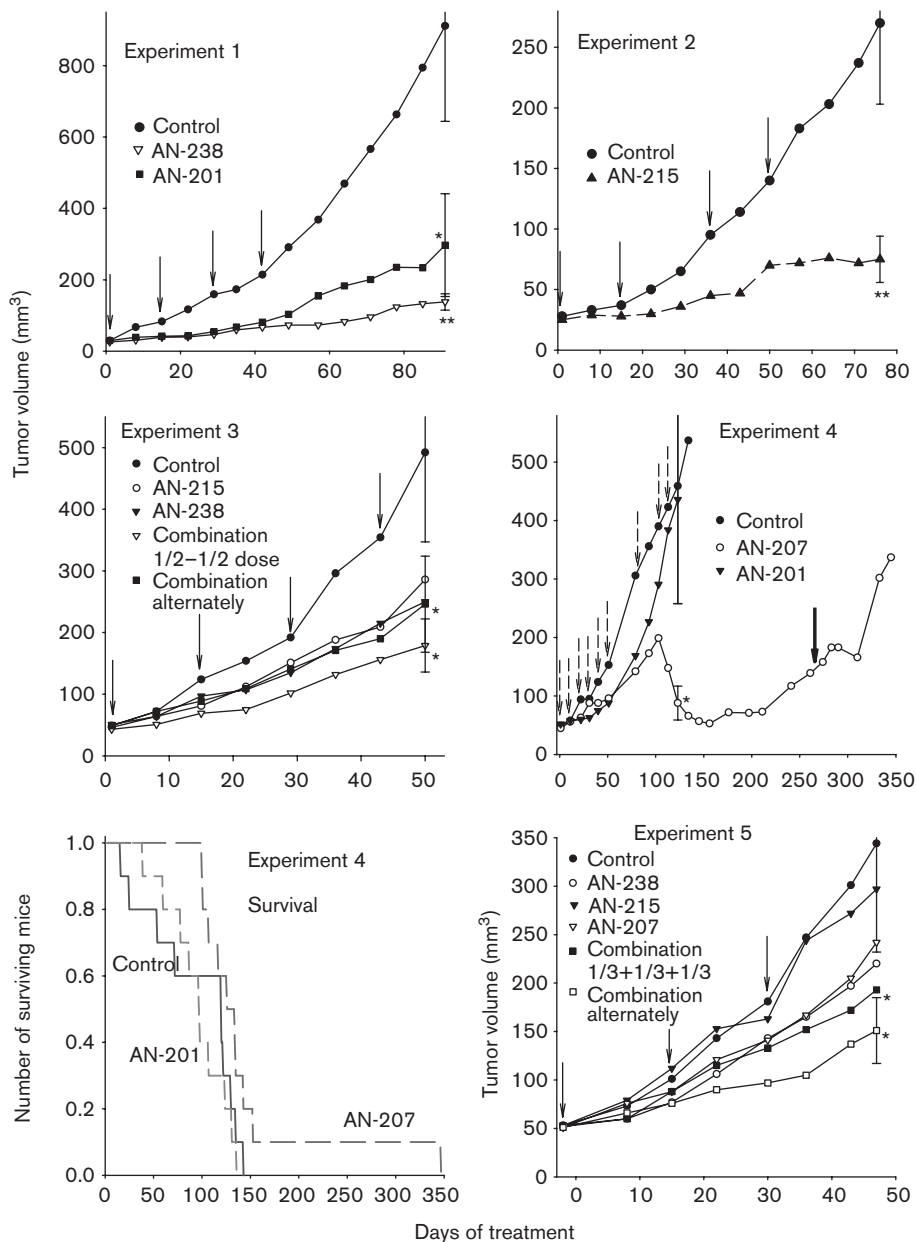 Experiment 1
Control
AN-238
AN-201
800
600
400
200
0
0 20 40 60 80
*
**
Experiment 2
Control
AN-215
250
200
150
100
50
0
0 10 20 30 40 50 60 70 80
**
Tumor volume (mm³)
Experiment 3
Control
AN-215
AN-238
Combination
1/2–1/2 dose
Combination
alternately
500
400
300
200
100
0
0 10 20 30 40 50
*
*
Experiment 4
Control
AN-207
AN-201
500
400
300
200
100
0
0 50 100 150 200 250 300 350
*
Number of surviving mice
Experiment 4
Survival
Control
AN-201
AN-207
1.0
0.8
0.6
0.4
0.2
0.0
0 50 100 150 200 250 300 350
Experiment 5
Control
AN-238
AN-215
AN-207
Combination
1/3+1/3+1/3
Combination
alternately
Tumor volume (mm³)
350
300
250
200
150
100
50
0
0 10 20 30 40 50
*
*
Days of treatment